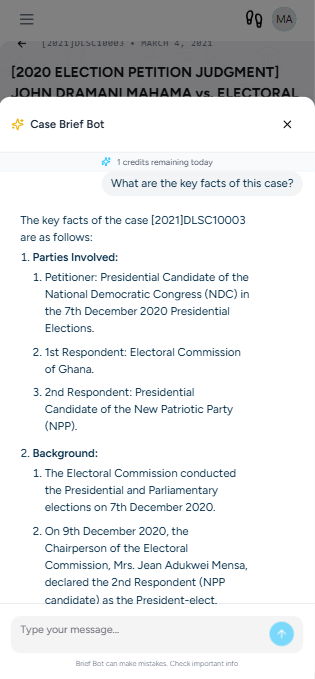 MA
[2021]DLSC10003 • MARCH 4, 2021
[2020 ELECTION PETITION JUDGMENT]
JOHN DRAMANI MAHAMA vs. ELECTORAL
Case Brief Bot
1 credits remaining today
What are the key facts of this case?
The key facts of the case [2021]DLSC10003
are as follows:
1. Parties Involved:
1. Petitioner: Presidential Candidate of the
National Democratic Congress (NDC) in
the 7th December 2020 Presidential
Elections.
2. 1st Respondent: Electoral Commission
of Ghana.
3. 2nd Respondent: Presidential
Candidate of the New Patriotic Party
(NPP).
2. Background:
1. The Electoral Commission conducted
the Presidential and Parliamentary
elections on 7th December 2020.
2. On 9th December 2020, the
Chairperson of the Electoral
Commission, Mrs. Jean Adukwei Mensa,
declared the 2nd Respondent (NPP
candidate) as the President-elect.
Type your message...
Brief Bot can make mistakes. Check important info